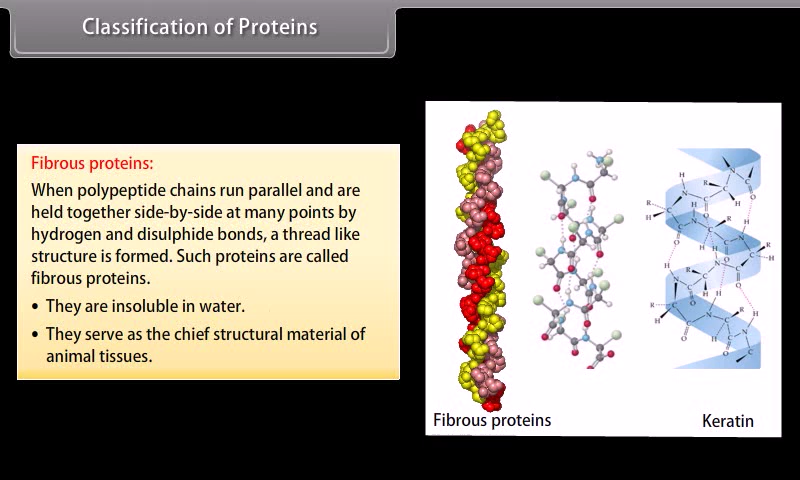 Classification of Proteins
Fibrous proteins:
When polypeptide chains run parallel and are
held together side-by-side at many points by
hydrogen and disulphide bonds, a thread like
structure is formed. Such proteins are called
fibrous proteins.
• They are insoluble in water.
• They serve as the chief structural material of
animal tissues.
Fibrous proteins
Keratin